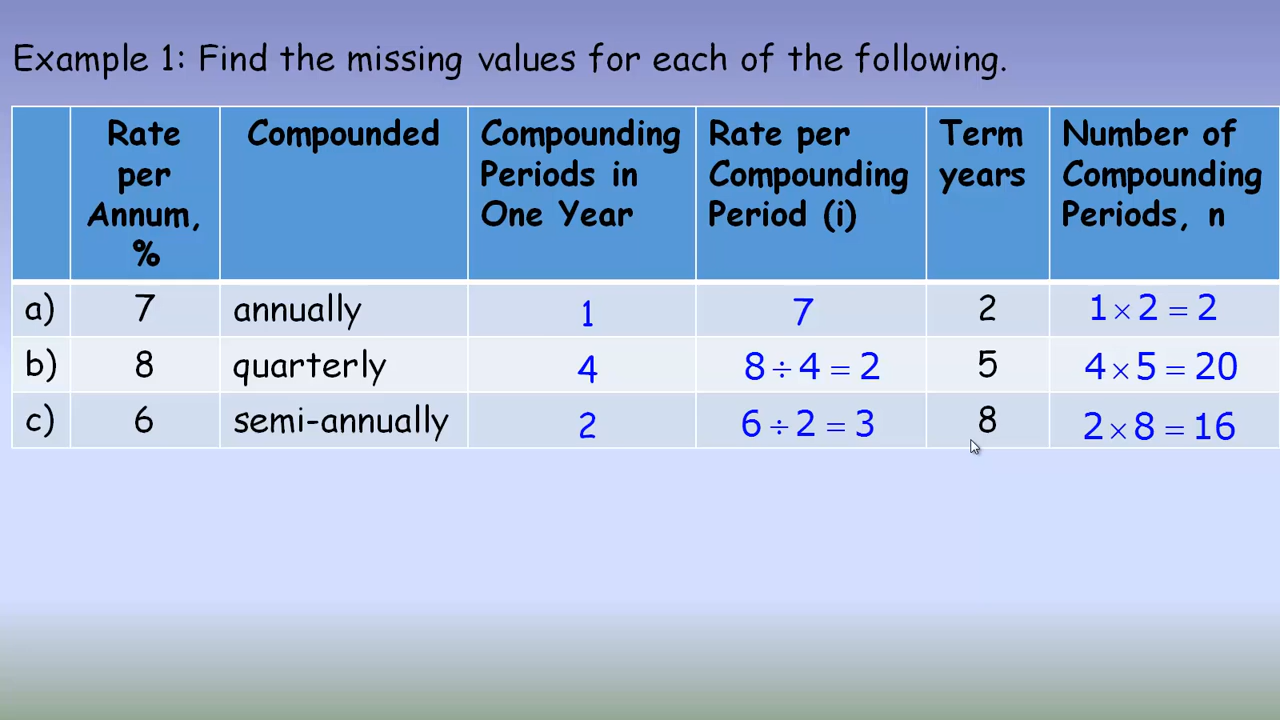 Example 1: Find the missing values for each of the following.
Rate per Annum, % Compounded Compounding Periods in One Year Rate per Compounding Period (i) Term years Number of Compounding Periods, n
a) 7 annually 1 7 2 1 × 2 = 2
b) 8 quarterly 4 8 ÷ 4 = 2 5 4 × 5 = 20
c) 6 semi-annually 2 6 ÷ 2 = 3 8 2 × 8 = 16